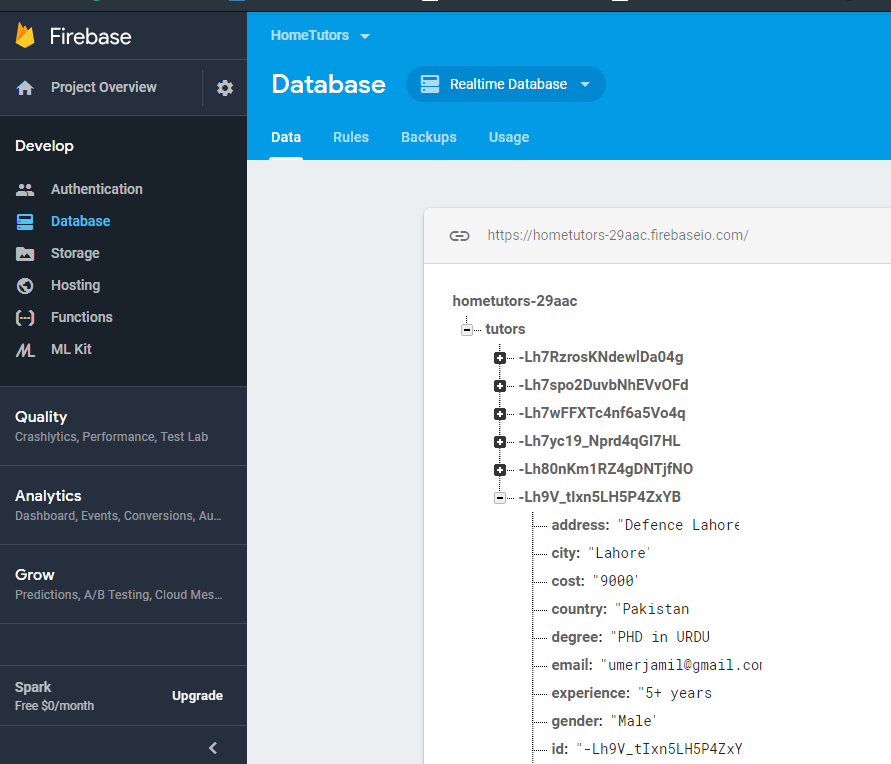 Firebase
Project Overview
Develop
Authentication
Database
Storage
Hosting
Functions
ML Kit
Quality
Crashlytics, Performance, Test Lab
Analytics
Dashboard, Events, Conversions, Au...
Grow
Predictions, A/B Testing, Cloud Mes...
Spark
Free $0/month
Upgrade
HomeTutors
Database
Realtime Database
Data
Rules
Backups
Usage
https://hometutors-29aac.firebaseio.com/
hometutors-29aac
tutors
-Lh7RzrosKNdewlDa04g
-Lh7spo2DuvbNhEVvOFd
-Lh7wFFXTc4nf6a5Vo4q
-Lh7yc19_Nprd4qGI7HL
-Lh80nKm1RZ4gDNTjfNO
-Lh9V_tIxn5LH5P4ZxYB
address: "Defence Lahore
city: "Lahore"
cost: "9000"
country: "Pakistan
degree: "PHD in URDU
email: "umerjamil@gmail.com
experience: "5+ years
gender: "Male"
id: "-Lh9V_tIxn5LH5P4ZxY